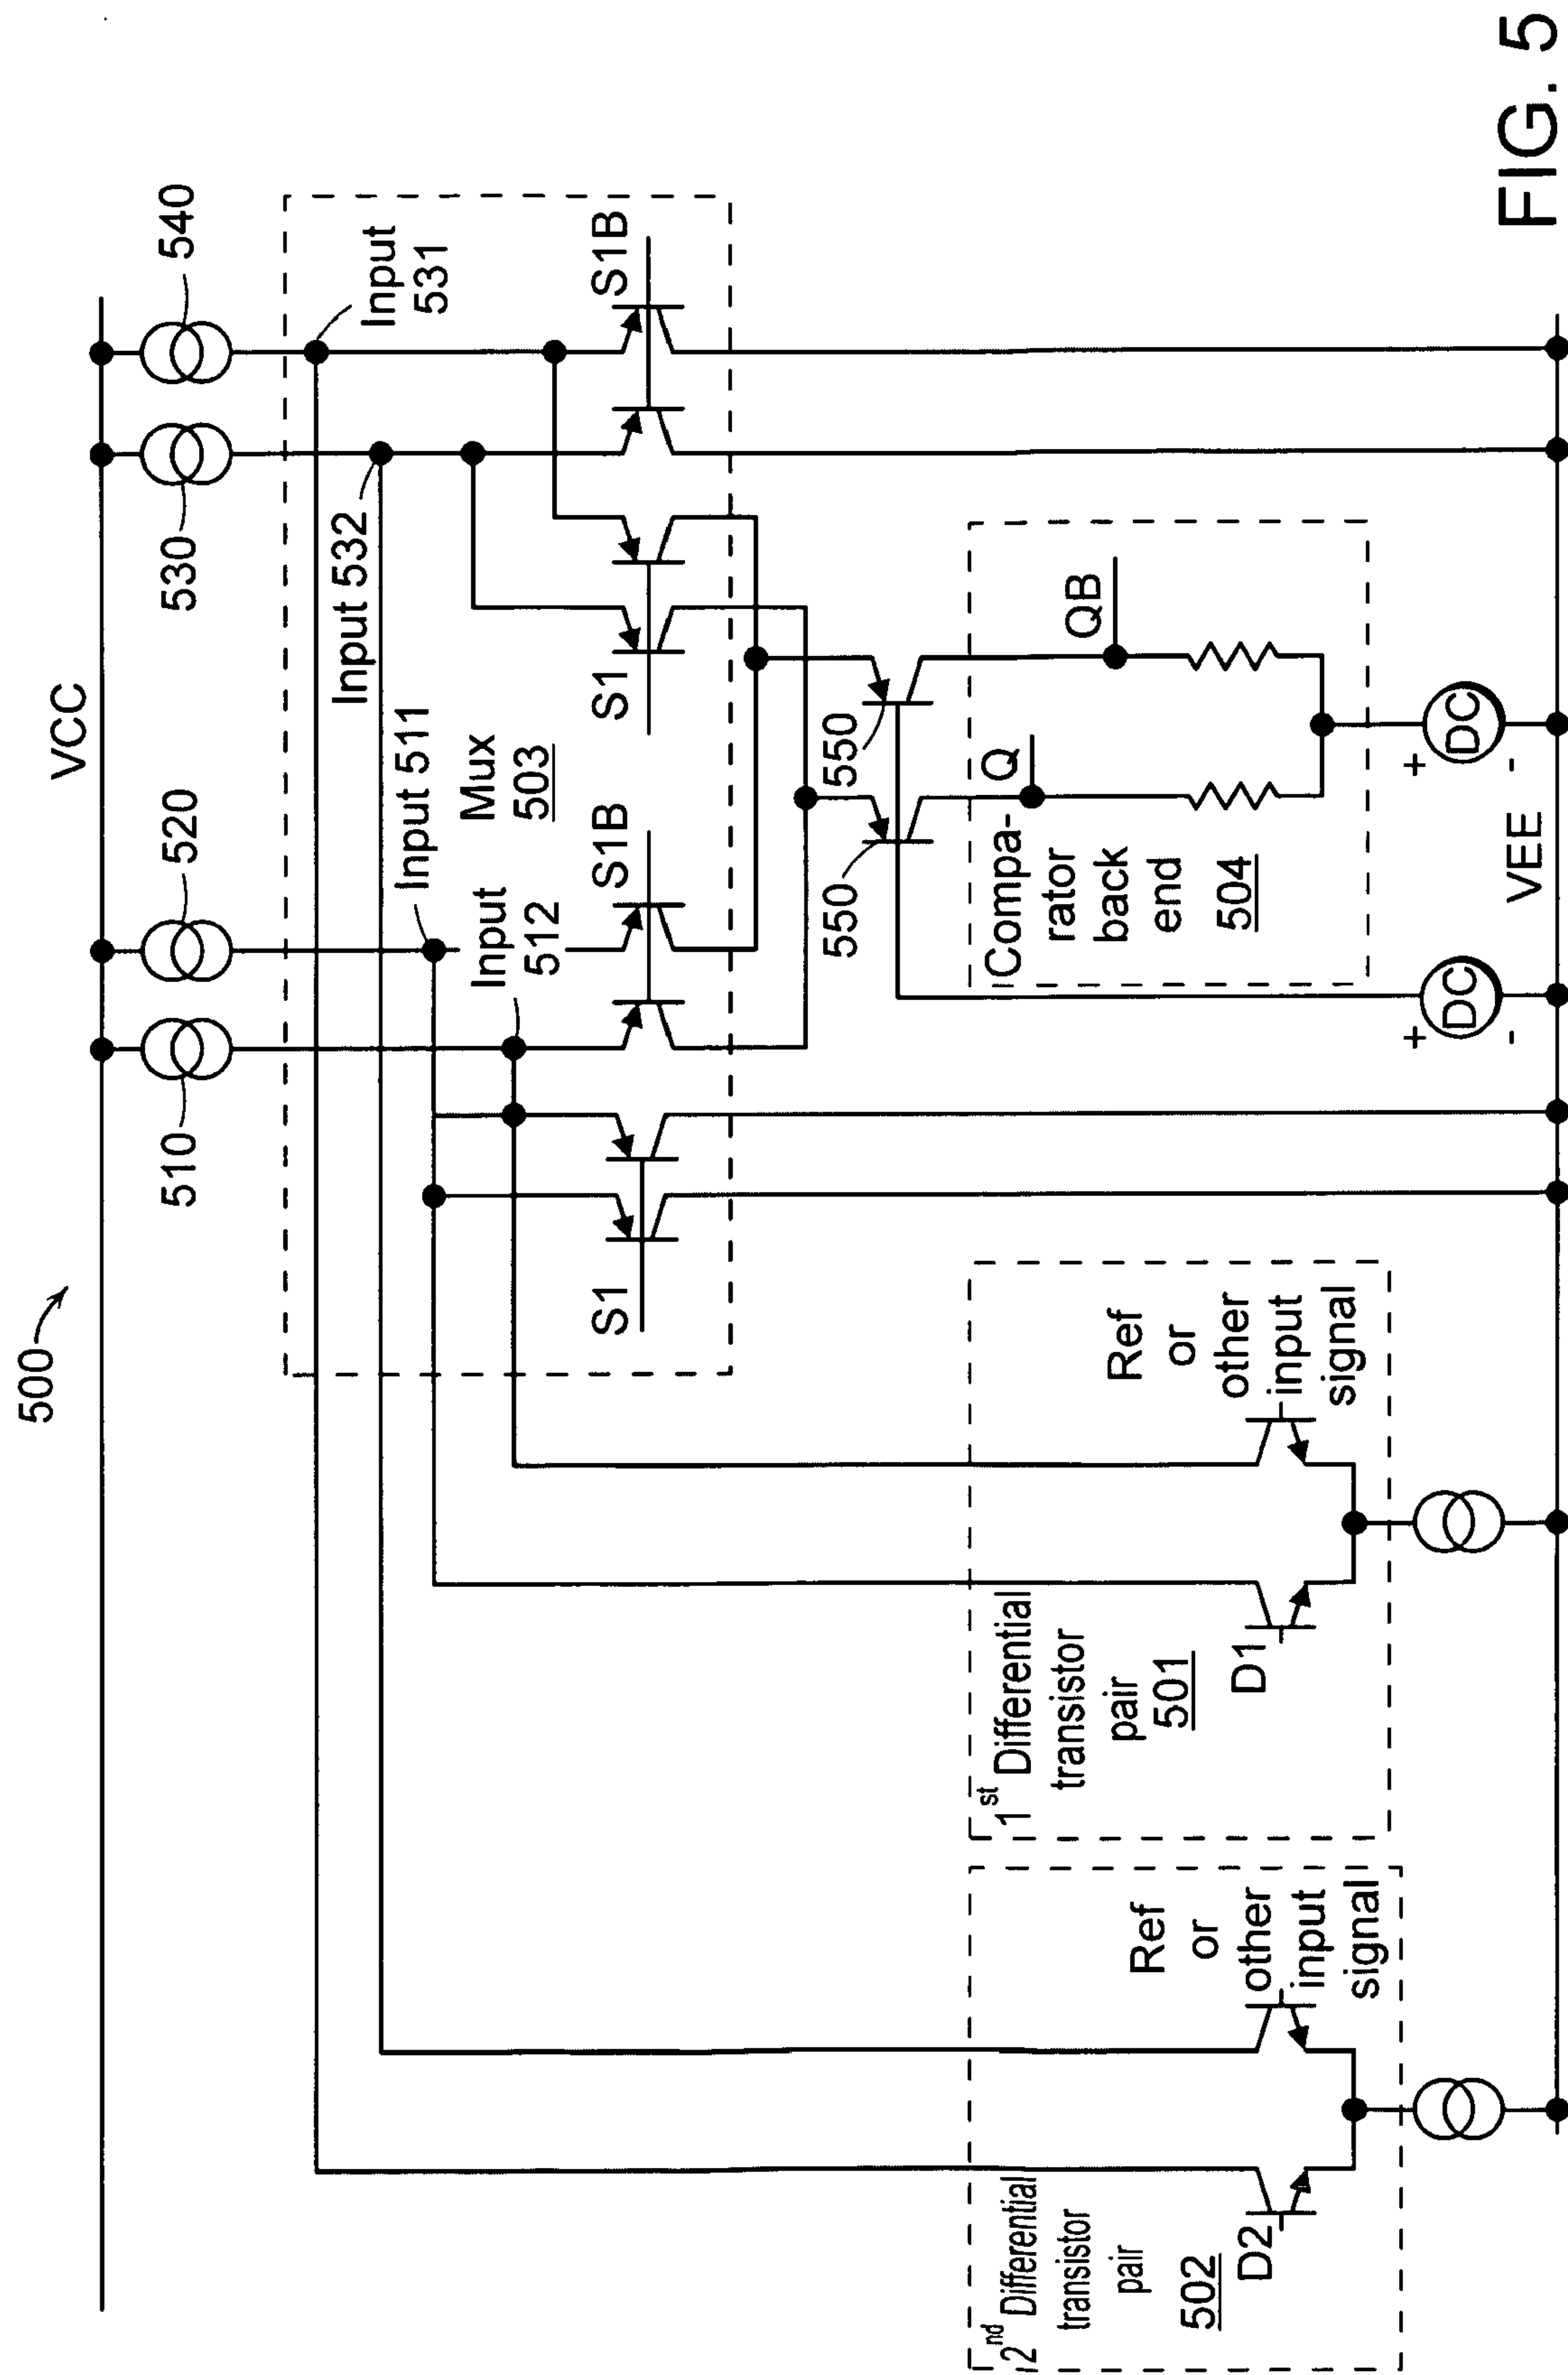 500
VCC
510
520
530
540
Input 511
Input
512
Input 532
Input
531
Mux
503
S1
S1B
S1
S1B
550
550
1st Differential
transistor
pair
501
D1
Ref
or
other
input
signal
2nd Differential
transistor
pair
502
D2
Ref
or
other
input
signal
Compa-
rator
back
end
504
Q
QB
+
DC
-
+
DC
-
VEE
FIG. 5